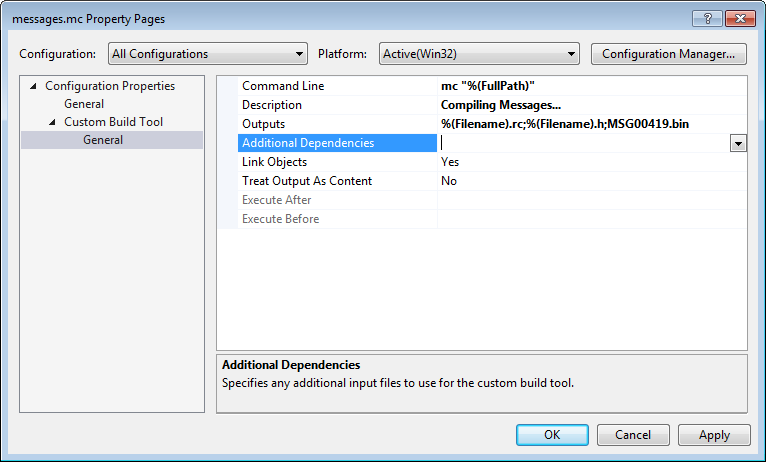 messages.mc Property Pages
Configuration: All Configurations Platform: Active(Win32) Configuration Manager...
Configuration Properties
General
Custom Build Tool
General
Command Line mc "%(FullPath)"
Description Compiling Messages...
Outputs %(Filename).rc;%(Filename).h;MSG00419.bin
Additional Dependencies
Link Objects Yes
Treat Output As Content No
Execute After
Execute Before
Additional Dependencies
Specifies any additional input files to use for the custom build tool.
OK Cancel Apply